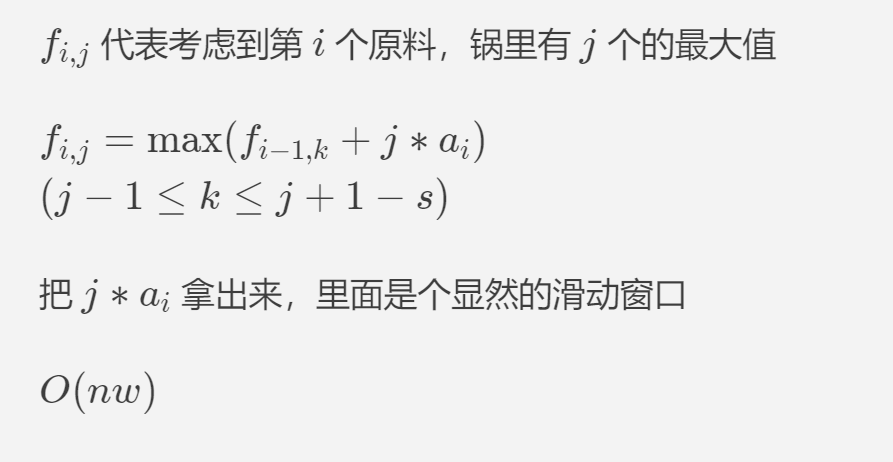 $f_{i,j}$ 代表考虑到第 $i$ 个原料，锅里有 $j$ 个的最大值
$f_{i,j} = \max(f_{i-1,k} + j * a_i)$
$(j - 1 \leq k \leq j + 1 - s)$
把 $j * a_i$ 拿出来，里面是个显然的滑动窗口
$O(nw)$